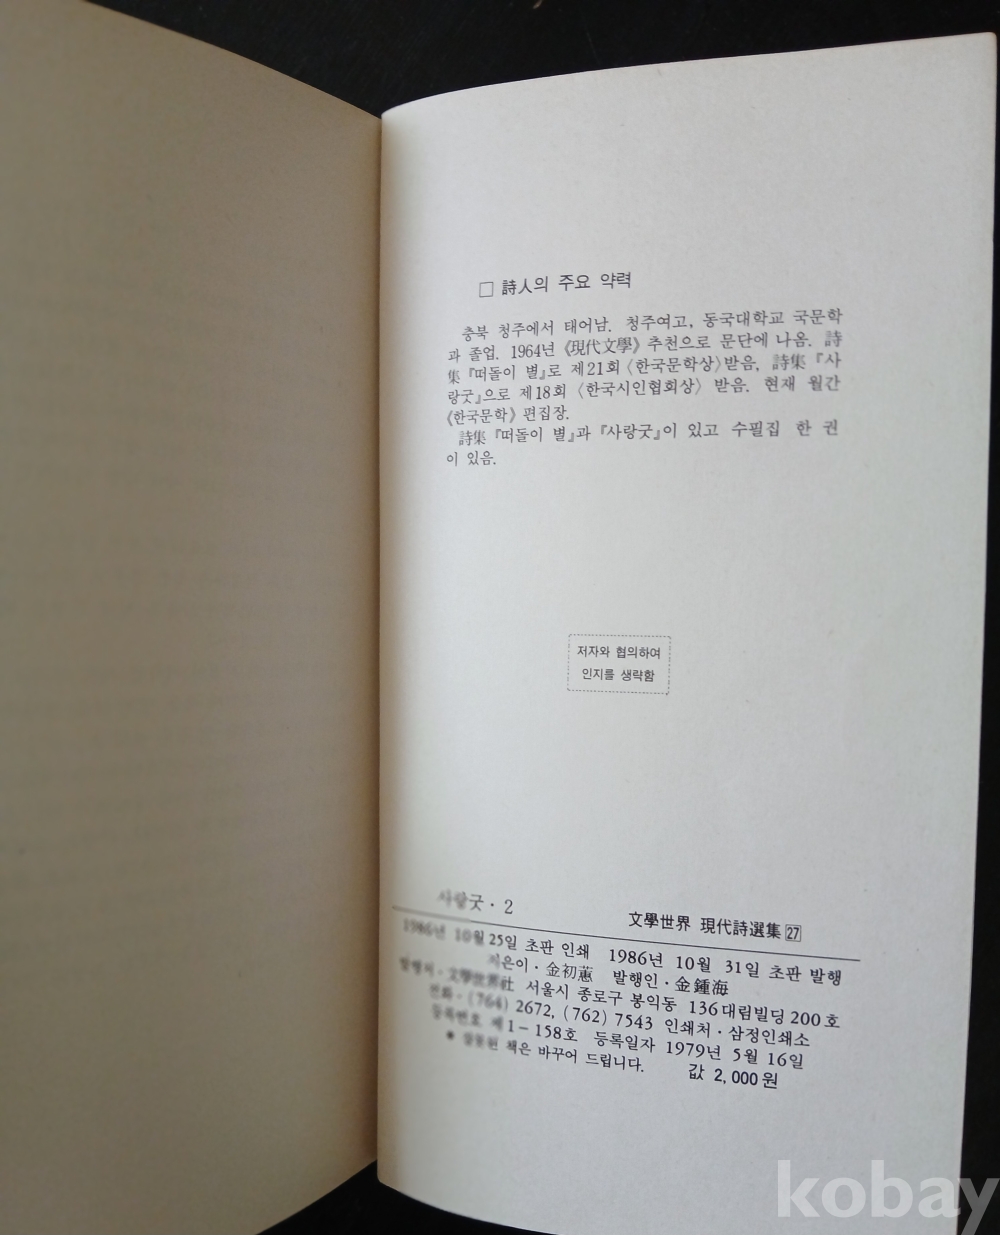 □ 詩人의 주요 약력
충북 청주에서 태어남. 청주여고, 동국대학교 국문학
과 졸업. 1964년 《現代文學》 추천으로 문단에 나옴. 詩
集 『떠돌이 별』로 제21회 〈한국문학상〉받음, 詩集 『사
랑굿』으로 제18회 〈한국시인협회상〉 받음. 현재 월간
《한국문학》 편집장.
詩集 『떠돌이 별』과 『사랑굿』이 있고 수필집 한 권
이 있음.
저자와 협의하여
인지를 생략함
사랑굿·2
文學世界 現代詩選集 27
1986년 10월 25일 초판 인쇄 1986년 10월 31일 초판 발행
지은이·金初蕙 발행인·金鍾海
발행처·文學世界社 서울시 종로구 봉익동 136대림빌딩 200호
전화·(764) 2672, (762) 7543 인쇄처·삼정인쇄소
등록번호 제1-158호 등록일자 1979년 5월 16일
* 잘못된 책은 바꾸어 드립니다. 값 2,000원
kobay